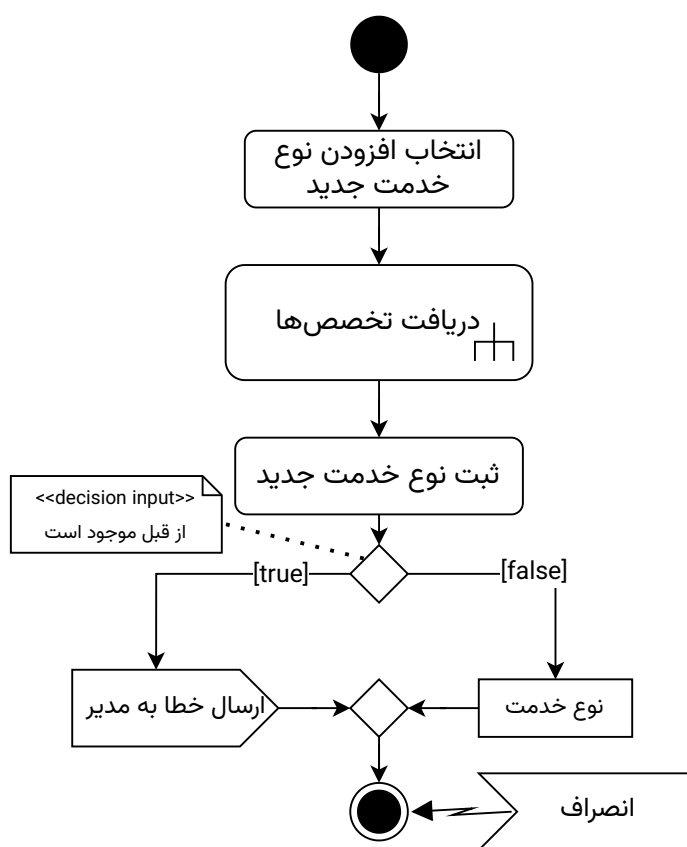 انتخاب افزودن نوع
خدمت جدید
دریافت تخصص‌ها
ثبت نوع خدمت جدید
<<decision input>>
از قبل موجود است
[true]
[false]
ارسال خطا به مدیر
نوع خدمت
انصراف